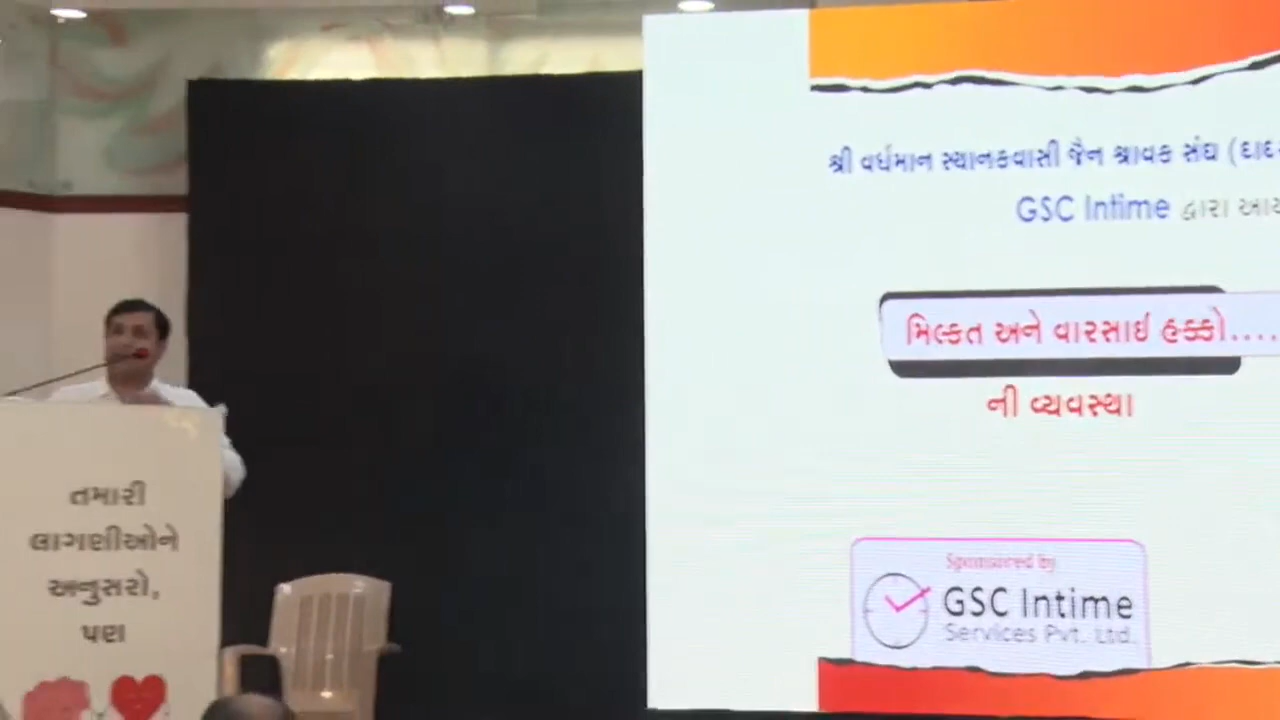 શ્રી વર્ધમાન સ્થાનકવાસી જૈન શ્રાવક સંઘ (દાદ
GSC Intime દ્વારા આય
મિલ્કત અને વારસાઈ હક્કો....
ની વ્યવસ્થા
Sponsored by
GSC Intime
Services Pvt. Ltd.
તમારી
લાગણીઓને
અનુસરો,
પણ